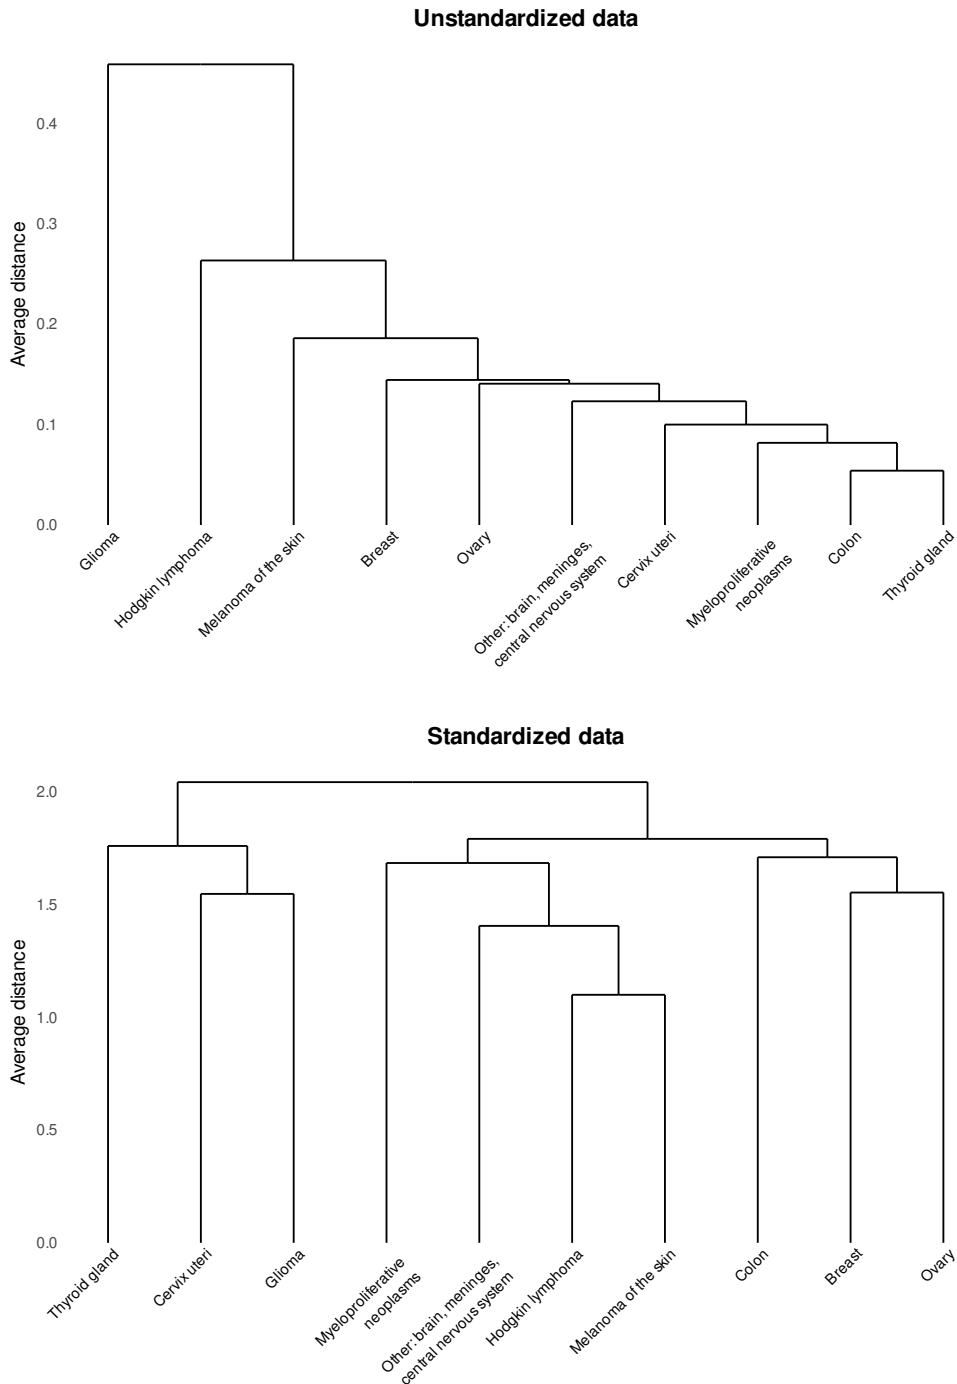 Unstandardized data
Average distance
0.4
0.3
0.2
0.1
0.0
Glioma
Hodgkin lymphoma
Melanoma of the skin
Breast
Ovary
Other: brain, meninges,
central nervous system
Cervix uteri
Myeloproliferative
neoplasms
Colon
Thyroid gland
Standardized data
Average distance
2.0
1.5
1.0
0.5
0.0
Thyroid gland
Cervix uteri
Glioma
Myeloproliferative
neoplasms
Other: brain, meninges,
central nervous system
Hodgkin lymphoma
Melanoma of the skin
Colon
Breast
Ovary